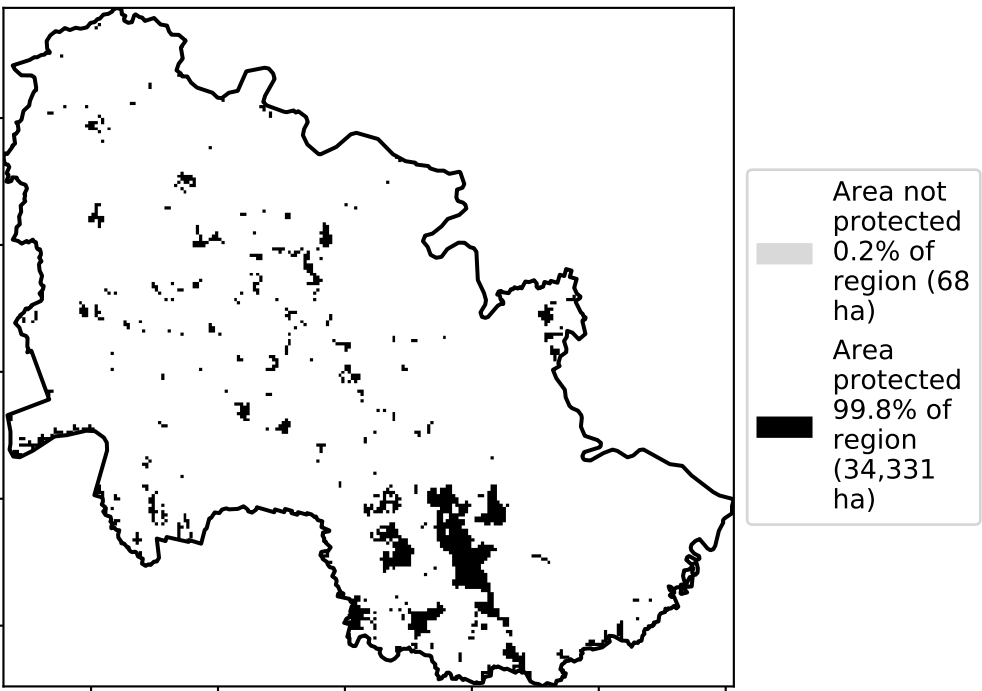 Area not
protected
0.2% of
region (68
ha)
Area
protected
99.8% of
region
(34,331
ha)